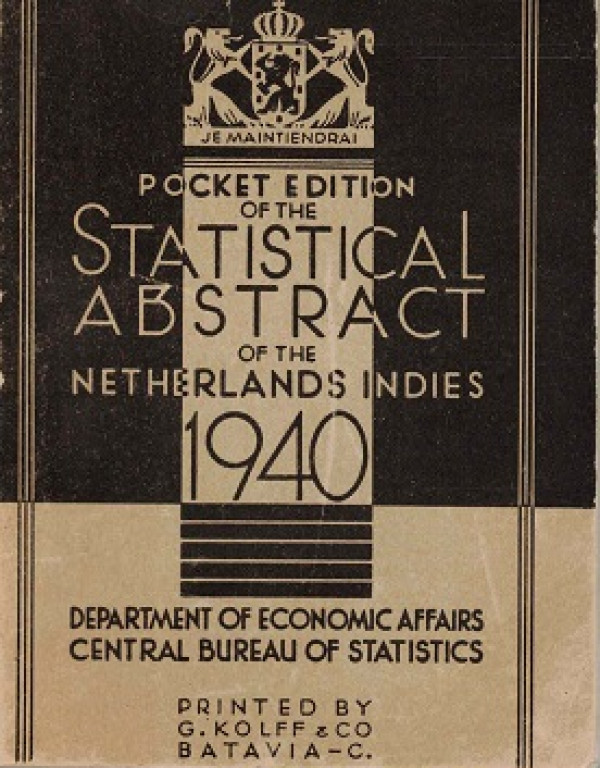 JE MAINTIENDRAI
POCKET EDITION
OF THE
STATISTICAL
ABSTRACT
OF THE
NETHERLANDS INDIES
1940
DEPARTMENT OF ECONOMIC AFFAIRS
CENTRAL BUREAU OF STATISTICS
PRINTED BY
G. KOLFF & CO
BATAVIA-C.